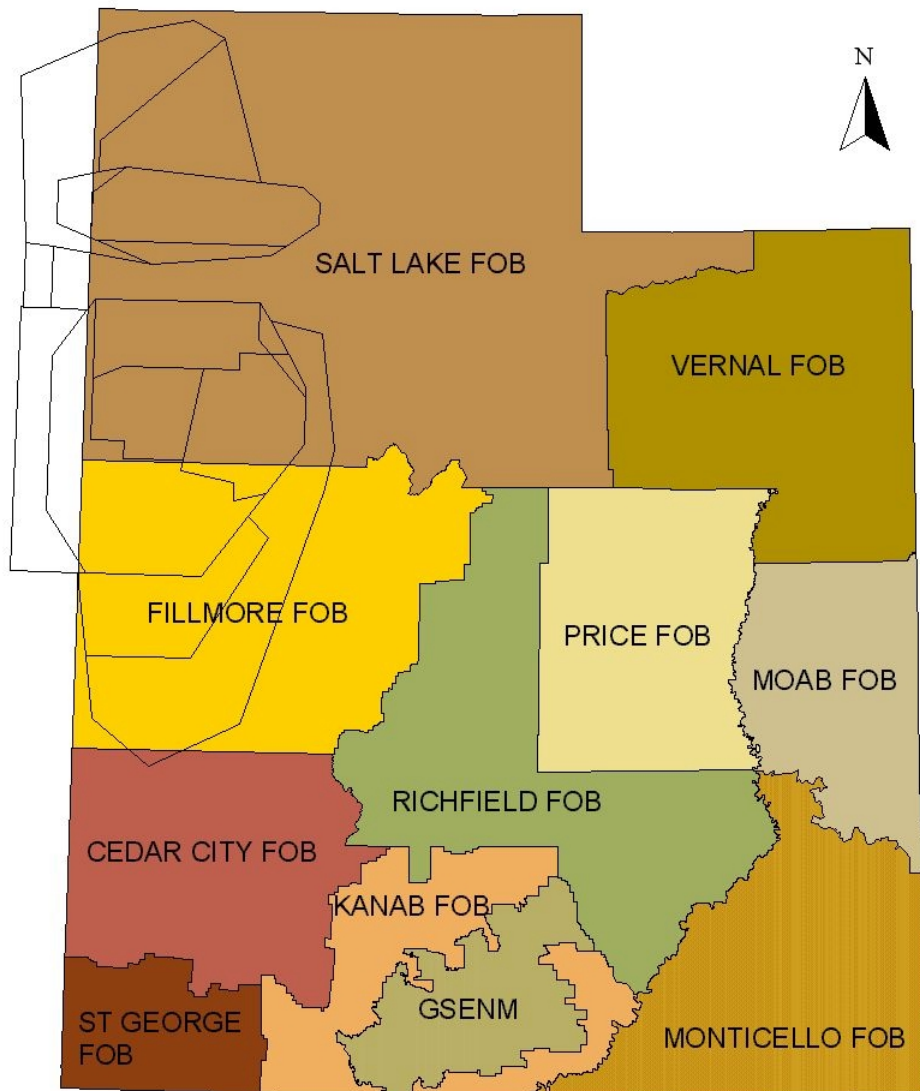 N
SALT LAKE FOB
VERNAL FOB
FILLMORE FOB
PRICE FOB
MOAB FOB
RICHFIELD FOB
CEDAR CITY FOB
KANAB FOB
GSENM
ST GEORGE
FOB
MONTICELLO FOB